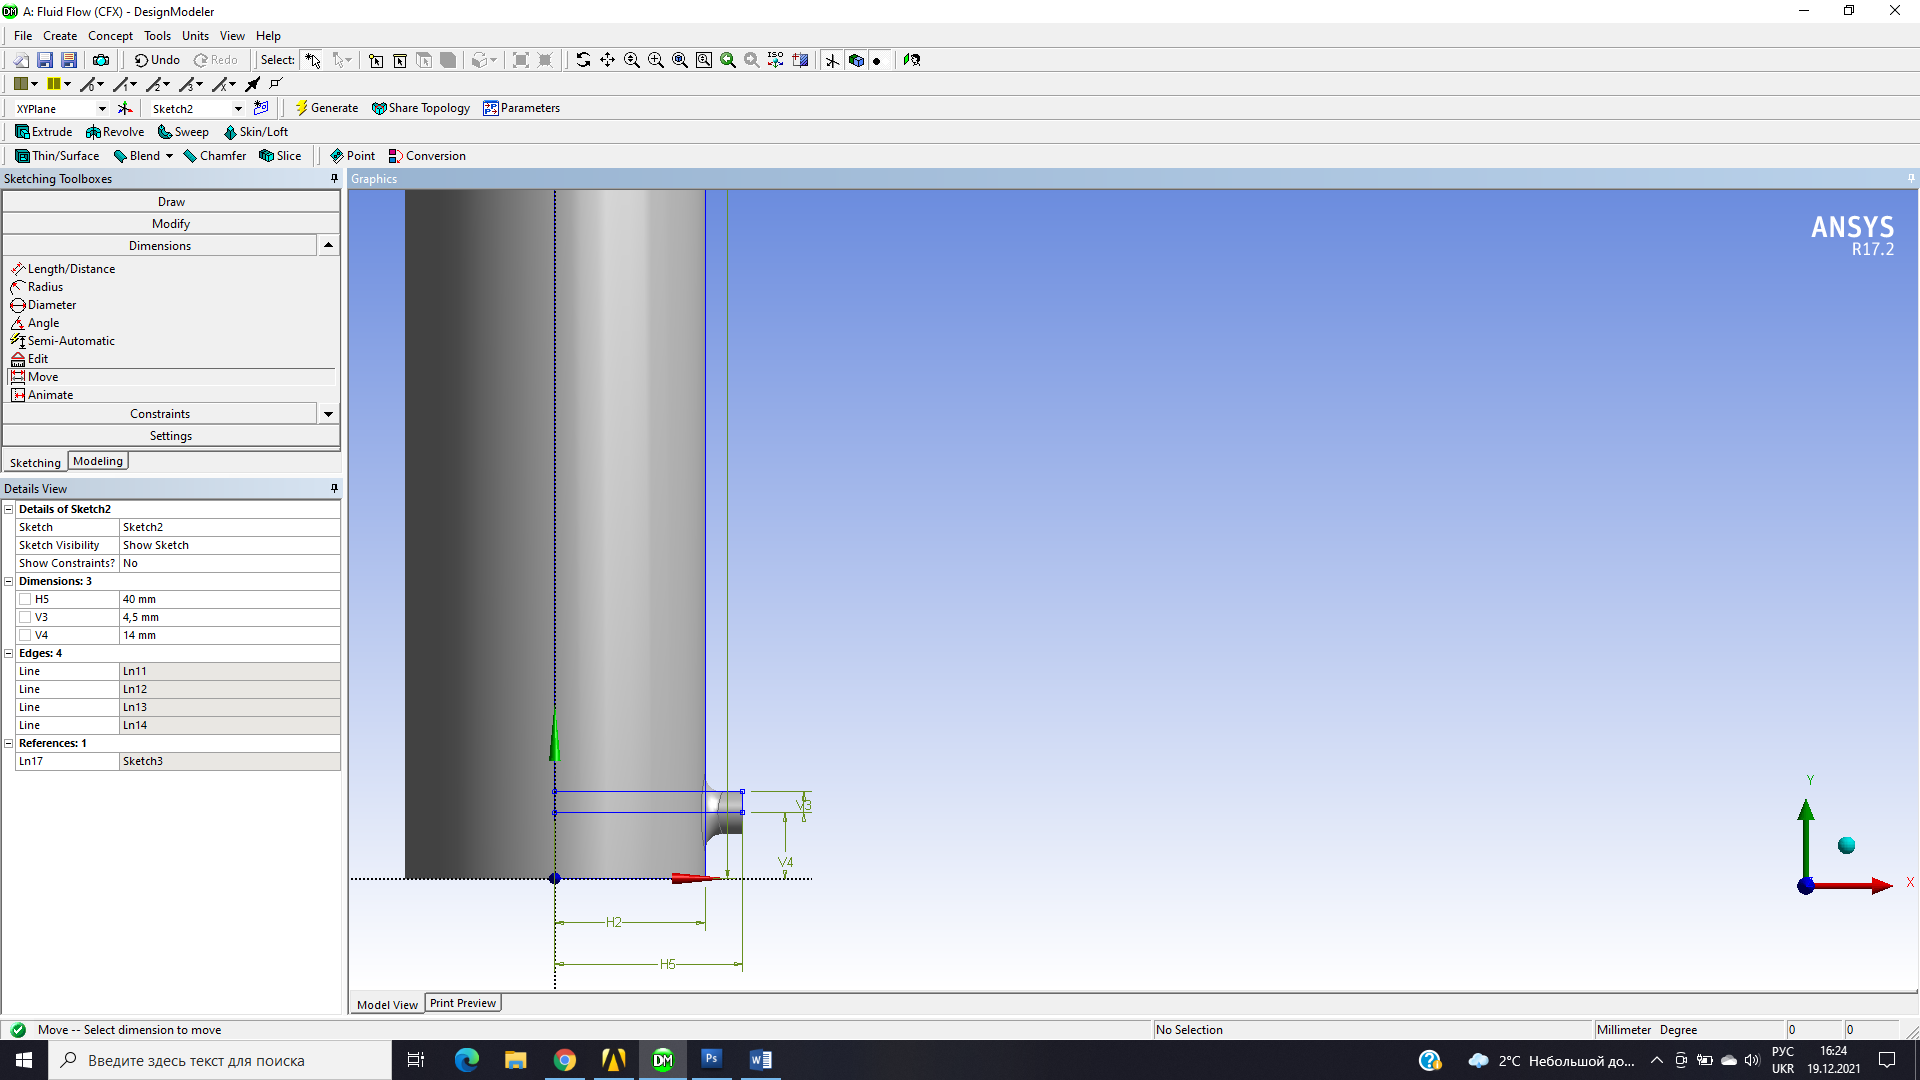 A: Fluid Flow (CFX) - DesignModeler
File Create Concept Tools Units View Help
Undo Redo Select: ISO
XYPlane Sketch2 Generate Share Topology Parameters
Extrude Revolve Sweep Skin/Loft
Thin/Surface Blend Chamfer Slice Point Conversion
Sketching Toolboxes
Draw
Modify
Dimensions
Length/Distance
Radius
Diameter
Angle
Semi-Automatic
Edit
Move
Animate
Constraints
Settings
Sketching Modeling
Details View
Details of Sketch2
Sketch Sketch2
Sketch Visibility Show Sketch
Show Constraints? No
Dimensions: 3
H5 40 mm
V3 4,5 mm
V4 14 mm
Edges: 4
Line Ln11
Line Ln12
Line Ln13
Line Ln14
References: 1
Ln17 Sketch3
Graphics
ANSYS
R17.2
V3
V4
H2
H5
Y
X
Model View Print Preview
Move -- Select dimension to move No Selection Millimeter Degree 0 0
Введите здесь текст для поиска
DM
Ps
2°C Небольшой до...
РУС
UKR
16:24
19.12.2021